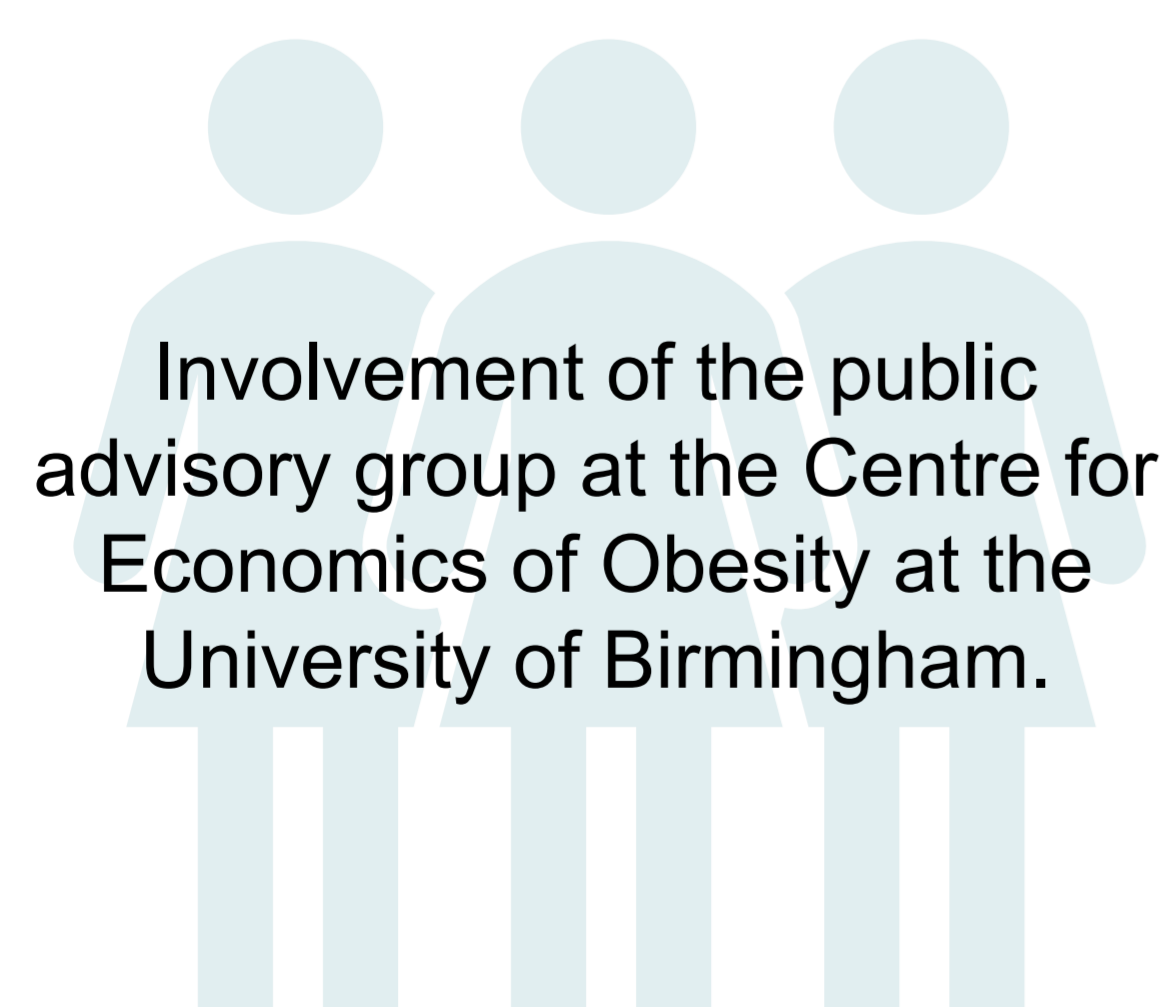 Involvement of the public
advisory group at the Centre for
Economics of Obesity at the
University of Birmingham.